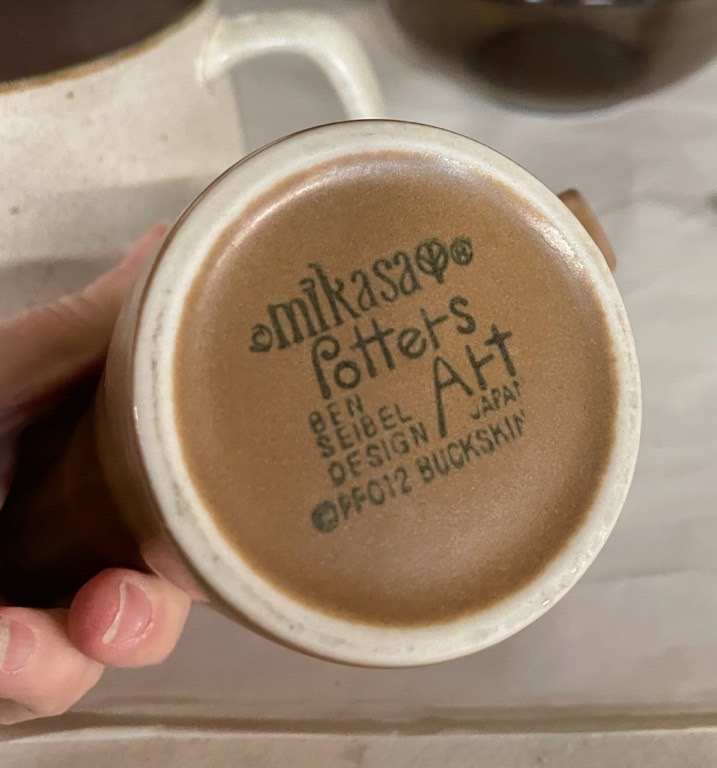 mikasa ®
Potters
Art
BEN
SEIBEL
DESIGN
JAPAN
©PF012 BUCKSKIN